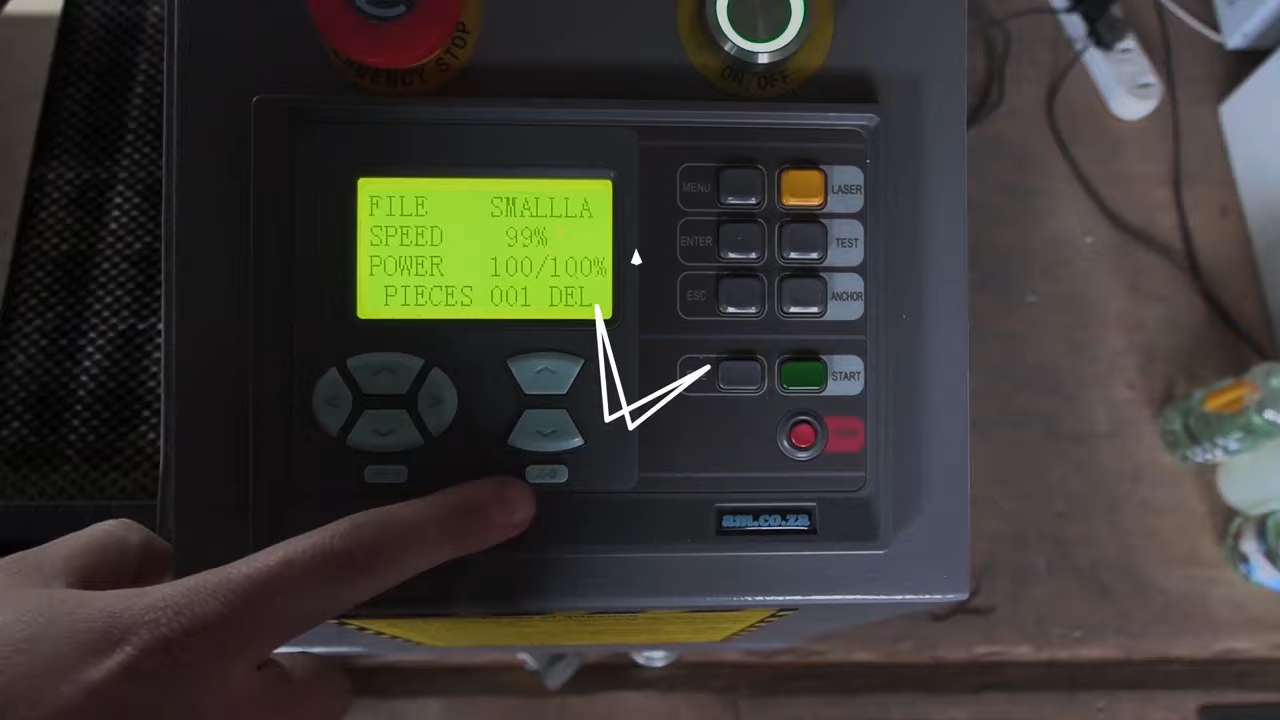 STOP
ON OFF
FILE SMALLLA
SPEED 99%
POWER 100/100%
PIECES 001 DEL
MENU
LASER
ENTER
TEST
ESC
ANCHOR
START
am.co.za